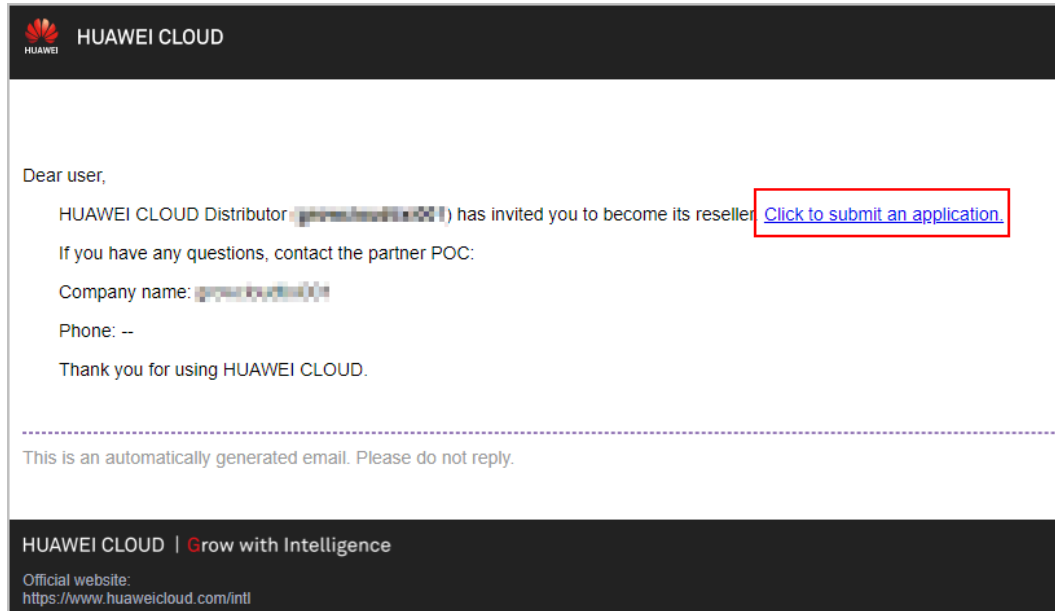 HUAWEI
HUAWEI CLOUD
Dear user,
HUAWEI CLOUD Distributor ) has invited you to become its reseller. Click to submit an application.
If you have any questions, contact the partner POC:
Company name:
Phone: --
Thank you for using HUAWEI CLOUD.
This is an automatically generated email. Please do not reply.
HUAWEI CLOUD | Grow with Intelligence
Official website:
https://www.huaweicloud.com/intl